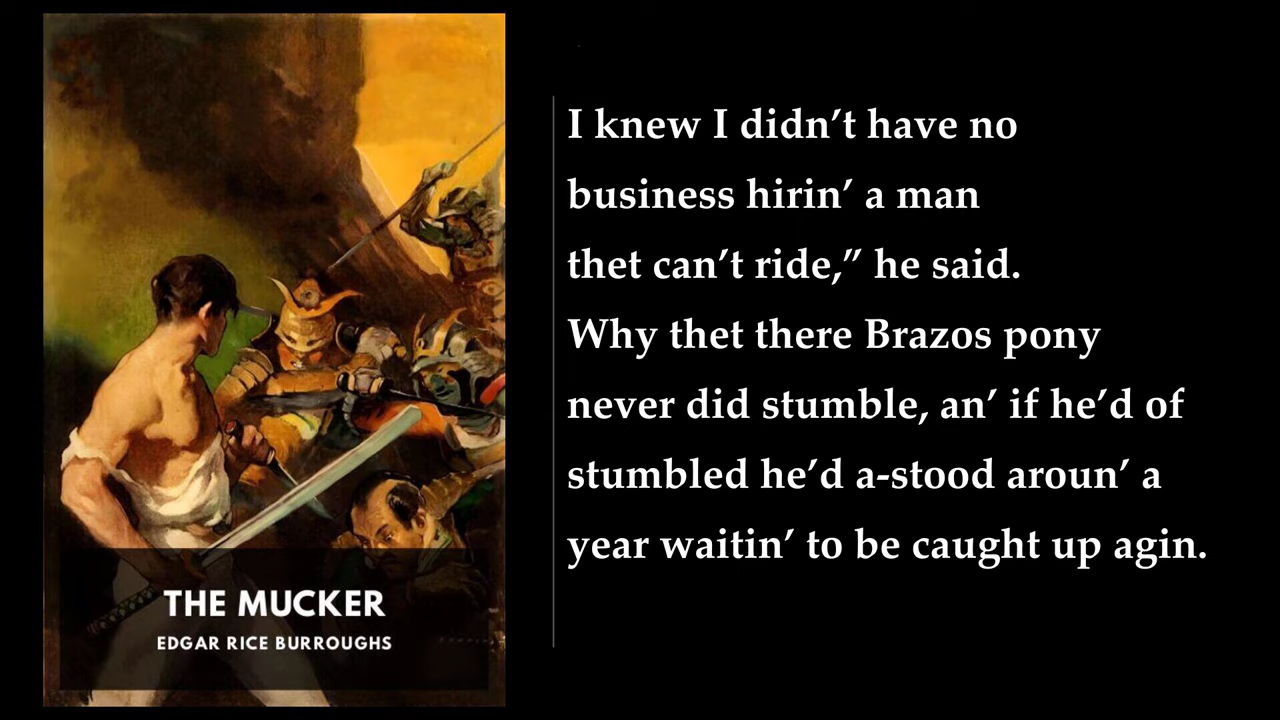 THE MUCKER
EDGAR RICE BURROUGHS
I knew I didn’t have no
business hirin’ a man
thet can’t ride,” he said.
Why thet there Brazos pony
never did stumble, an’ if he’d of
stumbled he’d a-stood aroun’ a
year waitin’ to be caught up agin.